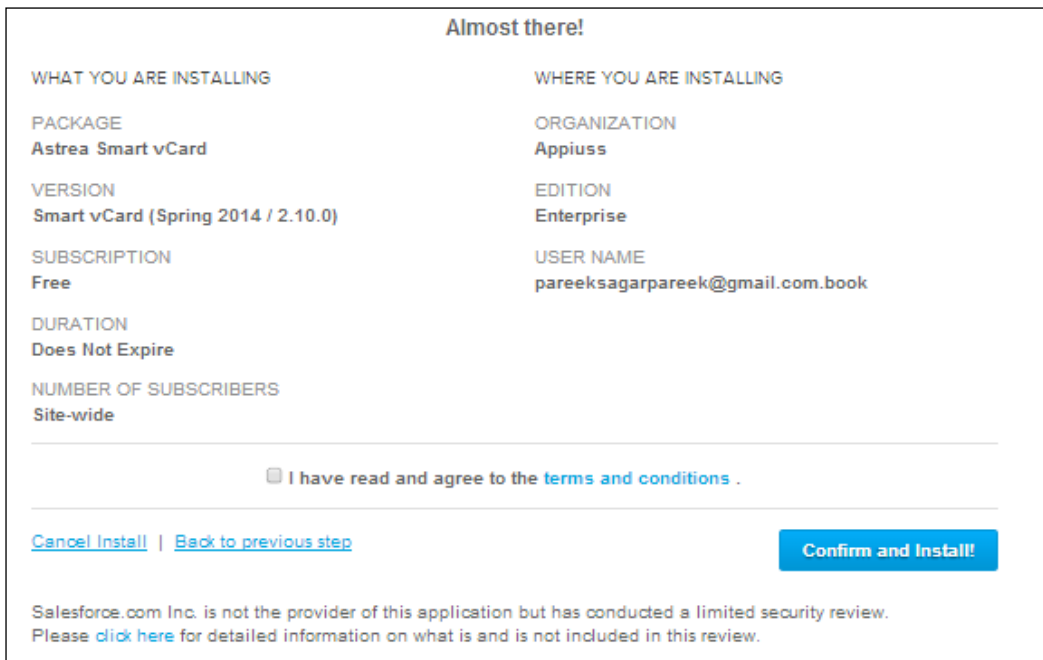 Almost there!
WHAT YOU ARE INSTALLING
PACKAGE
Astrea Smart vCard
VERSION
Smart vCard (Spring 2014 / 2.10.0)
SUBSCRIPTION
Free
DURATION
Does Not Expire
NUMBER OF SUBSCRIBERS
Site-wide
WHERE YOU ARE INSTALLING
ORGANIZATION
Appiuss
EDITION
Enterprise
USER NAME
pareeksagarpareek@gmail.com.book
I have read and agree to the terms and conditions .
Cancel Install | Back to previous step
Confirm and Install!
Salesforce.com Inc. is not the provider of this application but has conducted a limited security review.
Please click here for detailed information on what is and is not included in this review.